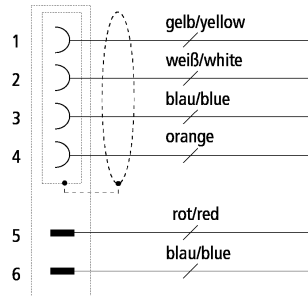 1 gelb/yellow
2 weiß/white
3 blau/blue
4 orange
5 rot/red
6 blau/blue